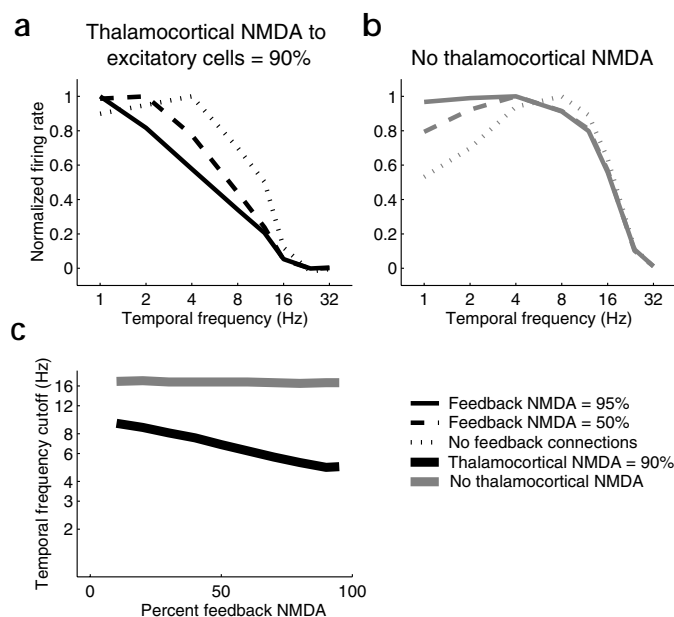 a
Thalamocortical NMDA to
excitatory cells = 90%
b
No thalamocortical NMDA
Normalized firing rate
1
0.8
0.6
0.4
0.2
0
1 2 4 8 16 32
Temporal frequency (Hz)
1
0.8
0.6
0.4
0.2
0
1 2 4 8 16 32
Temporal frequency (Hz)
c
Temporal frequency cutoff (Hz)
16
12
8
6
4
3
2
0 50 100
Percent feedback NMDA
Feedback NMDA = 95%
Feedback NMDA = 50%
No feedback connections
Thalamocortical NMDA = 90%
No thalamocortical NMDA